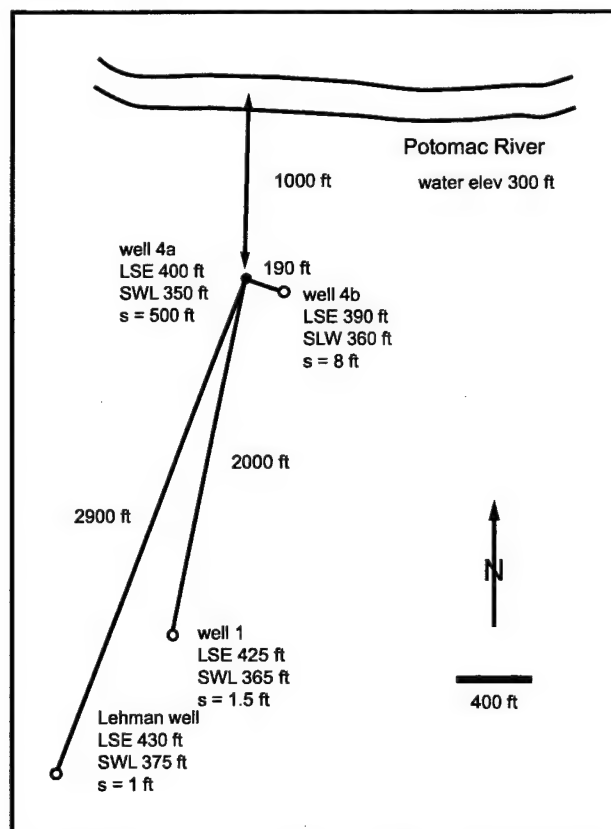 Potomac River
water elev 300 ft
1000 ft
well 4a
LSE 400 ft
SWL 350 ft
s = 500 ft
190 ft
well 4b
LSE 390 ft
SLW 360 ft
s = 8 ft
2000 ft
2900 ft
N
well 1
LSE 425 ft
SWL 365 ft
s = 1.5 ft
400 ft
Lehman well
LSE 430 ft
SWL 375 ft
s = 1 ft